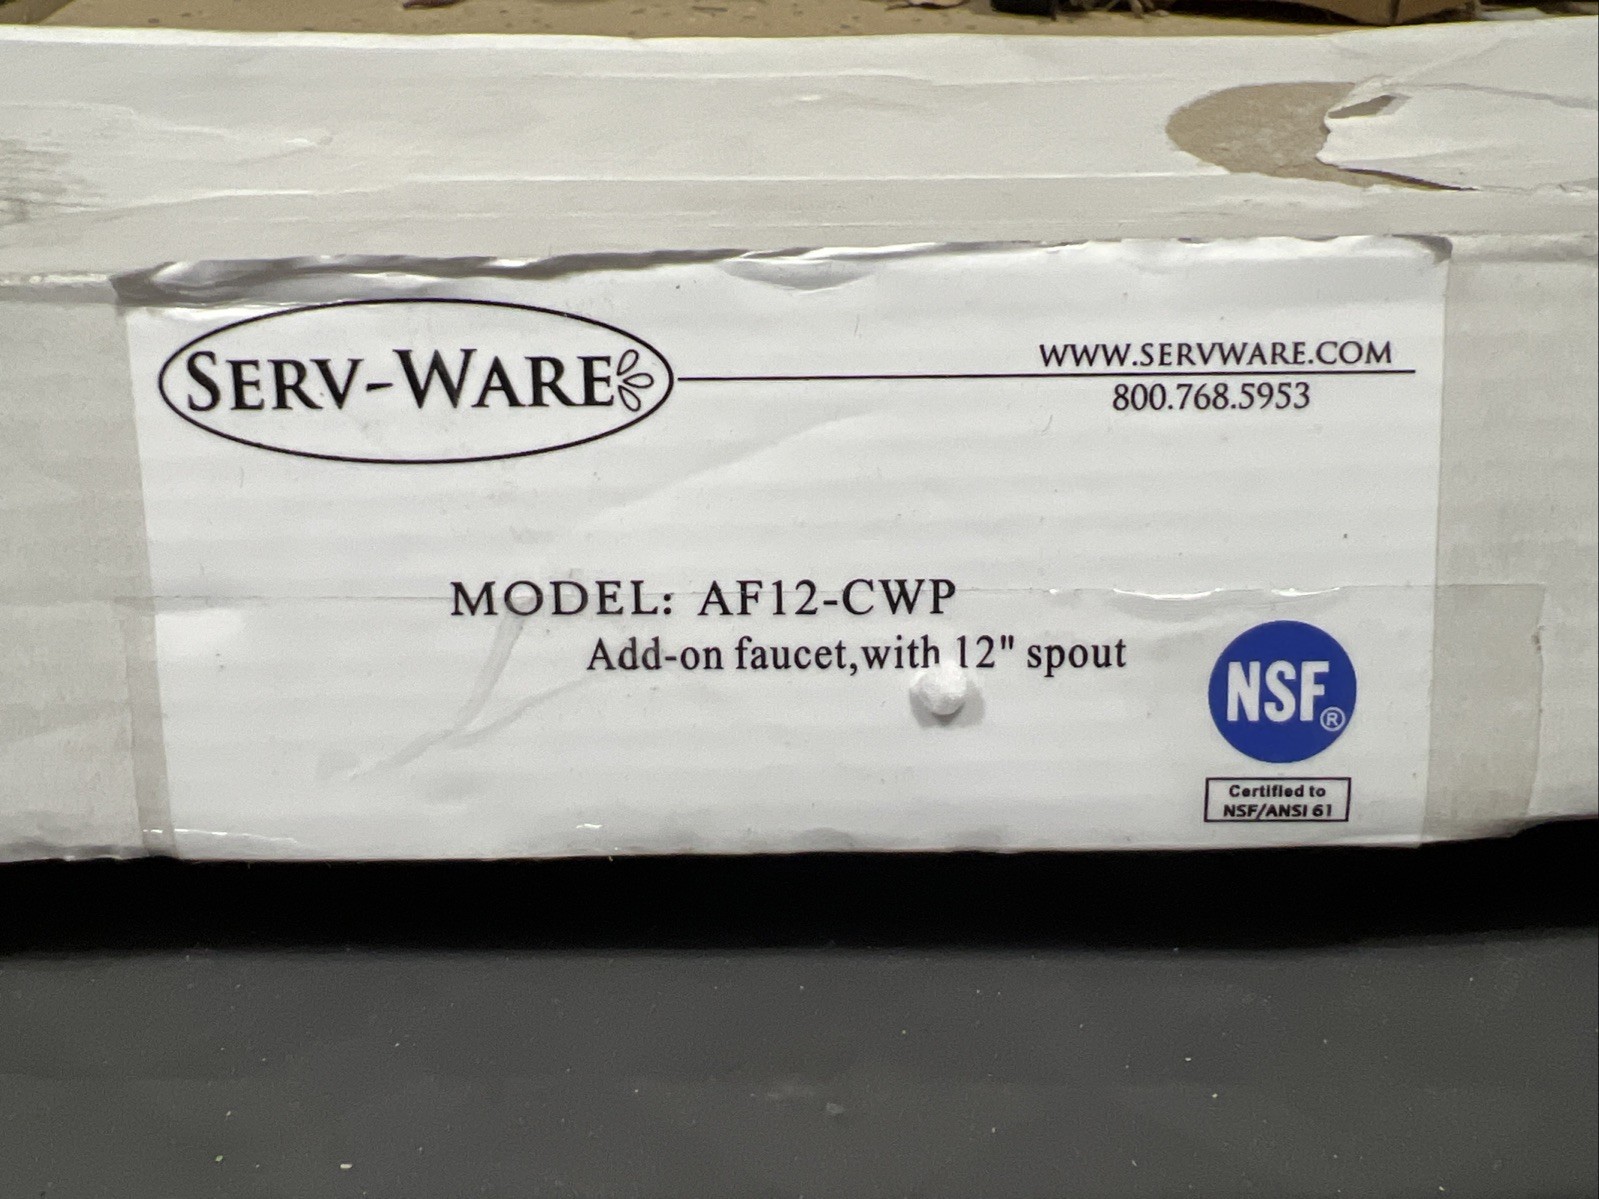 SERV-WARE
WWW.SERVWARE.COM
800.768.5953
MODEL: AF12-CWP
Add-on faucet,with 12" spout
NSF®
Certified to
NSF/ANSI 61